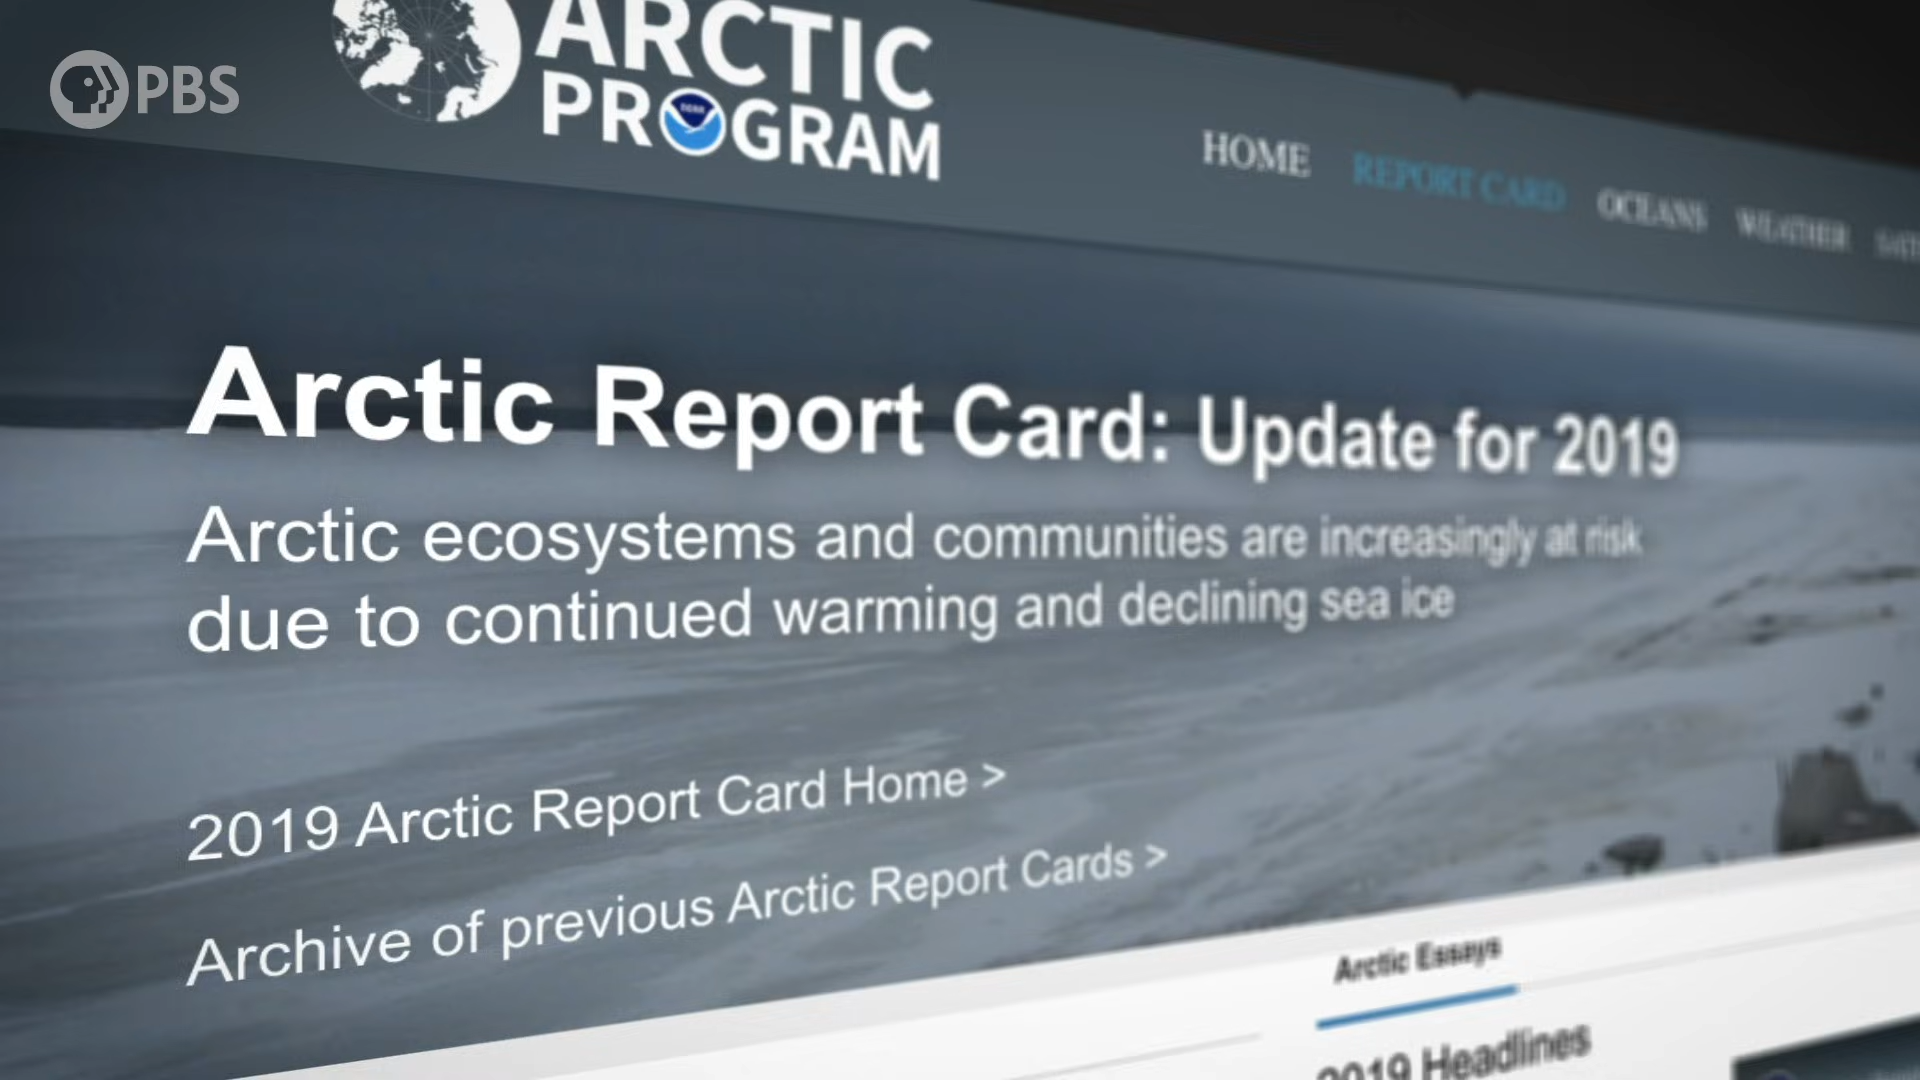 PBS
ARCTIC
PROGRAM
HOME REPORT CARD OCEANS WEATHER
Arctic Report Card: Update for 2019
Arctic ecosystems and communities are increasingly at risk
due to continued warming and declining sea ice
2019 Arctic Report Card Home >
Archive of previous Arctic Report Cards >
Arctic Essays
2019 Headlines